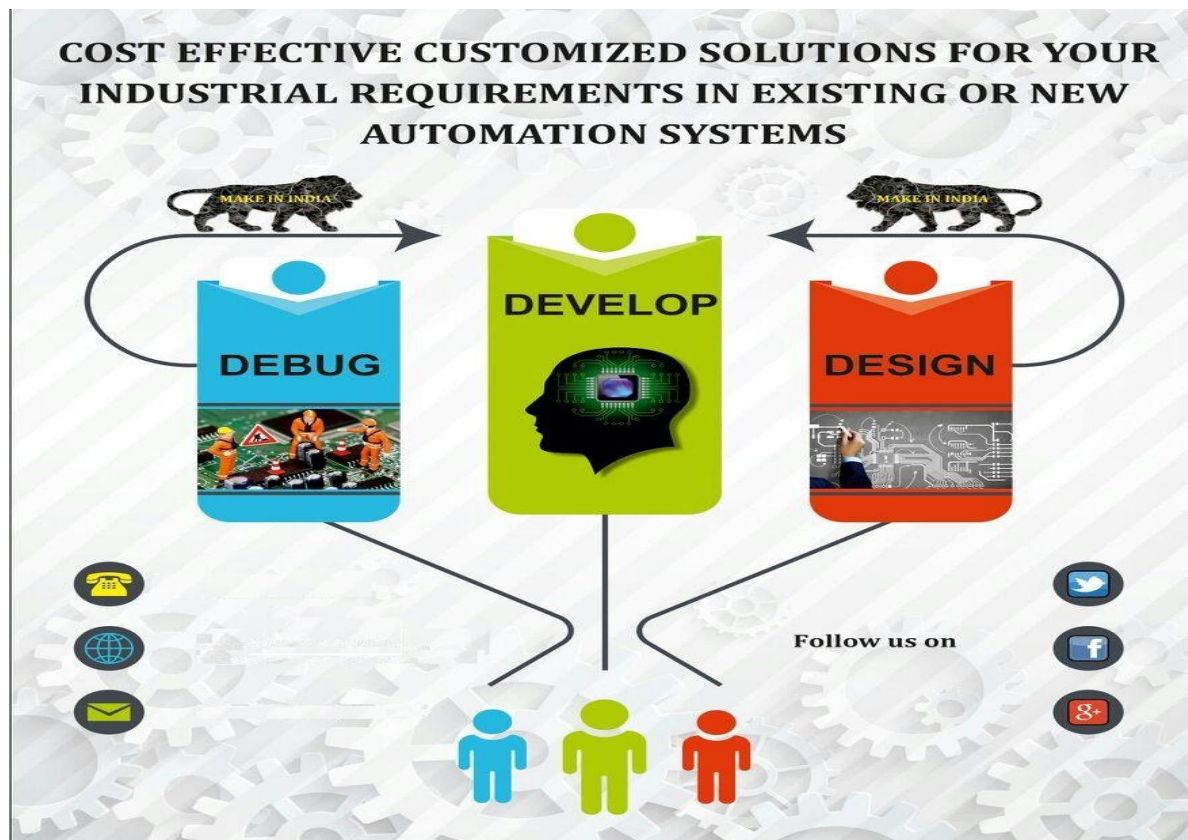 COST EFFECTIVE CUSTOMIZED SOLUTIONS FOR YOUR
INDUSTRIAL REQUIREMENTS IN EXISTING OR NEW
AUTOMATION SYSTEMS
MAKE IN INDIA
MAKE IN INDIA
DEBUG
DEVELOP
DESIGN
Follow us on
f
g+